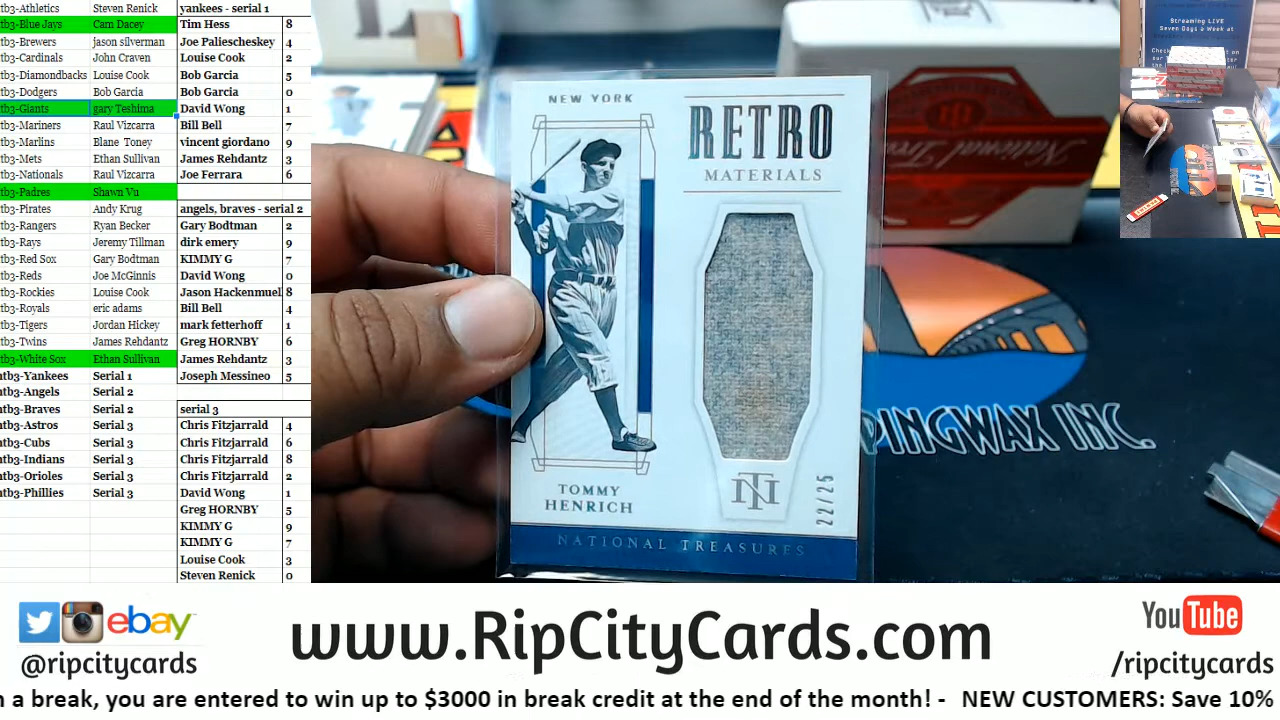 tb3-Athletics Steven Renick yankees - serial 1
tb3-Blue Jays Cam Dacey Tim Hess 8
tb3-Brewers jason silverman Joe Paliescheskey 4
tb3-Cardinals John Craven Louise Cook 2
tb3-Diamondbacks Louise Cook Bob Garcia 5
tb3-Dodgers Bob Garcia Bob Garcia 0
tb3-Giants gary Teshima David Wong 1
tb3-Mariners Raul Vizcarra Bill Bell 7
tb3-Marlins Blane Toney vincent giordano 9
tb3-Mets Ethan Sullivan James Rehdantz 3
tb3-Nationals Raul Vizcarra Joe Ferrara 6
tb3-Padres Shawn Vu
tb3-Pirates Andy Krug angels, braves - serial 2
tb3-Rangers Ryan Becker Gary Bodtman 2
tb3-Rays Jeremy Tillman dirk emery 9
tb3-Red Sox Gary Bodtman KIMMY G 7
tb3-Reds Joe McGinnis David Wong 0
tb3-Rockies Louise Cook Jason Hackenmuel 8
tb3-Royals eric adams Bill Bell 4
tb3-Tigers Jordan Hickey mark fetterhoff 1
tb3-Twins James Rehdantz Greg HORNBY 6
tb3-White Sox Ethan Sullivan James Rehdantz 3
ntb3-Yankees Serial 1 Joseph Messineo 5
ntb3-Angels Serial 2
ntb3-Braves Serial 2 serial 3
ntb3-Astros Serial 3 Chris Fitzjarrald 4
ntb3-Cubs Serial 3 Chris Fitzjarrald 6
ntb3-Indians Serial 3 Chris Fitzjarrald 8
ntb3-Orioles Serial 3 Chris Fitzjarrald 2
ntb3-Phillies Serial 3 David Wong 1
Greg HORNBY 5
KIMMY G 9
KIMMY G 7
Louise Cook 3
Steven Renick 0
NEW YORK
RETRO
MATERIALS
TOMMY
HENRICH
NT
22/25
NATIONAL TREASURES
National Trea
PINGWAX INC.
Streaming LIVE
Seven Days a Week at
ebay
@ripcitycards
www.RipCityCards.com
YouTube
/ripcitycards
n a break, you are entered to win up to $3000 in break credit at the end of the month! - NEW CUSTOMERS: Save 10%